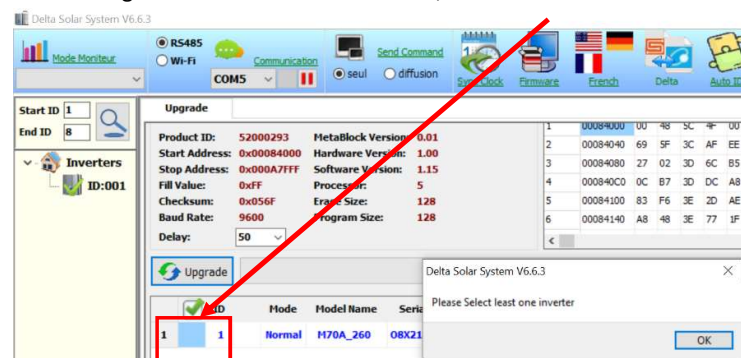 Delta Solar System V6.6.3
Mode Moniteur
RS485
Wi-Fi
Communication
COM5
Send Command
seul
diffusion
Sync Clock
Firmware
French
Delta
Auto ID
Start ID 1
End ID 8
Inverters
ID:001
Upgrade
Product ID: 52000293 MetaBlock Version: 0.01
Start Address: 0x00084000 Hardware Version: 1.00
Stop Address: 0x000A7FFF Software Version: 1.15
Fill Value: 0xFF Processor: 5
Checksum: 0x056F Erase Size: 128
Baud Rate: 9600 Program Size: 128
Delay: 50
1 00084000 00 48 5C 4F 00
2 00084040 69 5F 3C AF EE
3 00084080 27 02 3D 6C B5
4 000840C0 0C B7 3D DC A8
5 00084100 83 F6 3E 2D AE
6 00084140 A8 48 3E 77 1F
Upgrade
ID Mode Model Name Seria
1 1 Normal M70A_260 O8X21
Delta Solar System V6.6.3
Please Select least one inverter
OK